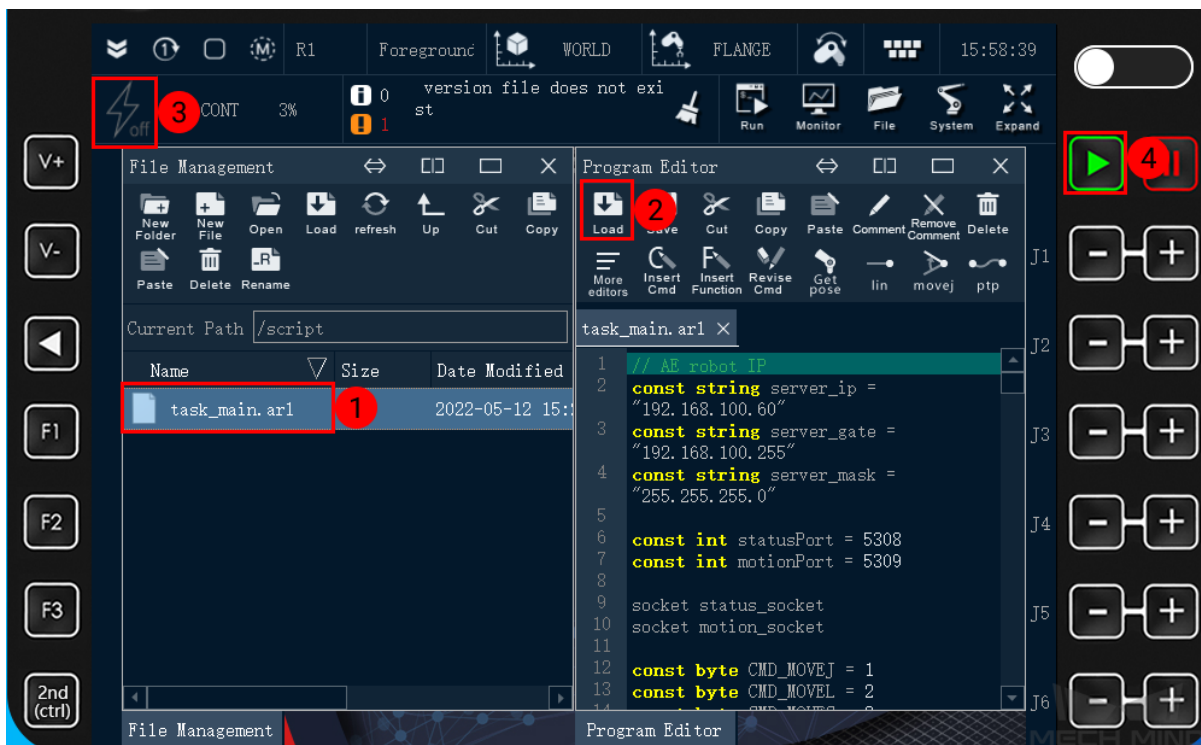 R1 Foreground WORLD FLANGE 15:58:39
off 3 CONT 3% 0 version file does not exi
1 st
Run Monitor File System Expand
V+
V-
F1
F2
F3
2nd
(ctrl)
File Management
New Folder New File Open Load refresh Up Cut Copy
Paste Delete Rename
Current Path /script
Name Size Date Modified
task_main.arl 1 2022-05-12 15:
File Management
Program Editor
Load 2 Save Cut Copy Paste Comment Remove Comment Delete
More editors Insert Cmd Insert Function Revise Cmd Get pose lin movej ptp
task_main.arl
1 // AE robot IP
2 const string server_ip =
"192.168.100.60"
3 const string server_gate =
"192.168.100.255"
4 const string server_mask =
"255.255.255.0"
5
6 const int statusPort = 5308
7 const int motionPort = 5309
8
9 socket status_socket
10 socket motion_socket
11
12 const byte CMD_MOVEJ = 1
13 const byte CMD_MOVEL = 2
Program Editor
4
J1
J2
J3
J4
J5
J6
MECH MIND